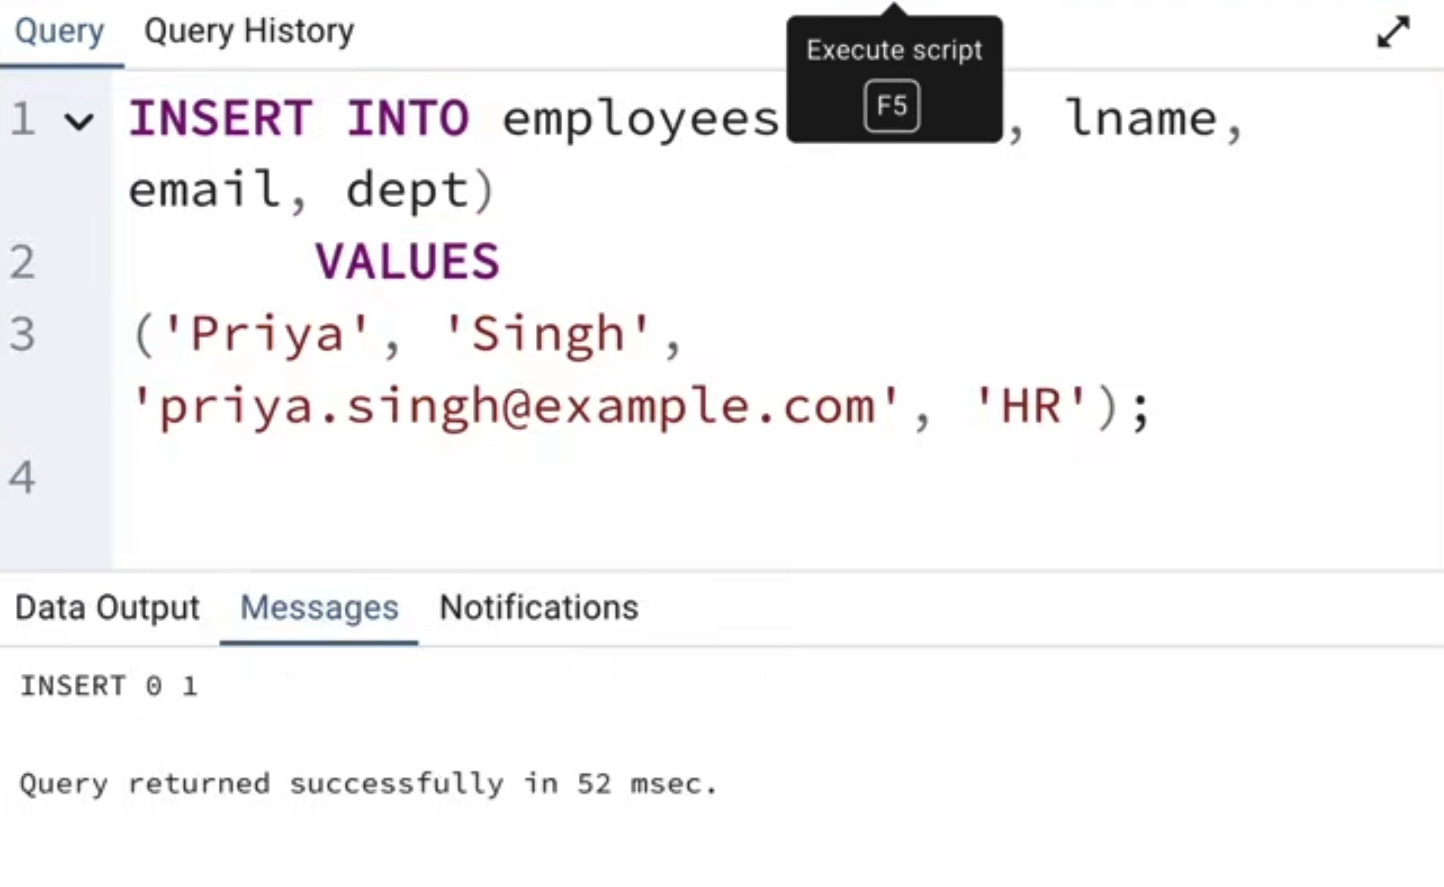 Query Query History
Execute script
F5
1 INSERT INTO employees , lname,
email, dept)
2 VALUES
3 ('Priya', 'Singh',
'priya.singh@example.com', 'HR');
4
Data Output Messages Notifications
INSERT 0 1
Query returned successfully in 52 msec.